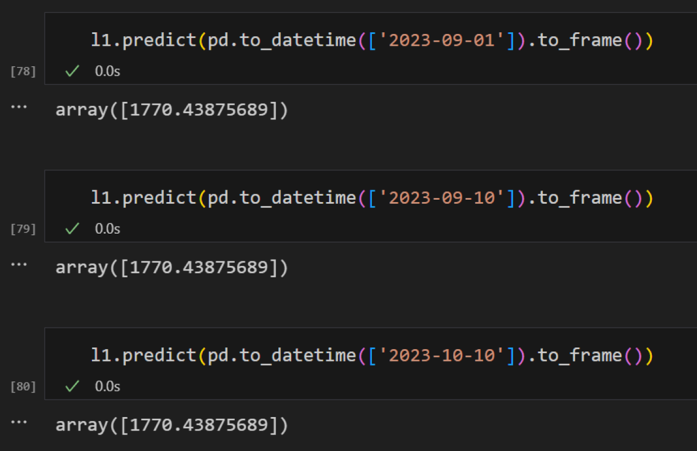 l1.predict(pd.to_datetime(['2023-09-01']).to_frame())
[78] ✓ 0.0s
... array([1770.43875689])
l1.predict(pd.to_datetime(['2023-09-10']).to_frame())
[79] ✓ 0.0s
... array([1770.43875689])
l1.predict(pd.to_datetime(['2023-10-10']).to_frame())
[80] ✓ 0.0s
... array([1770.43875689])